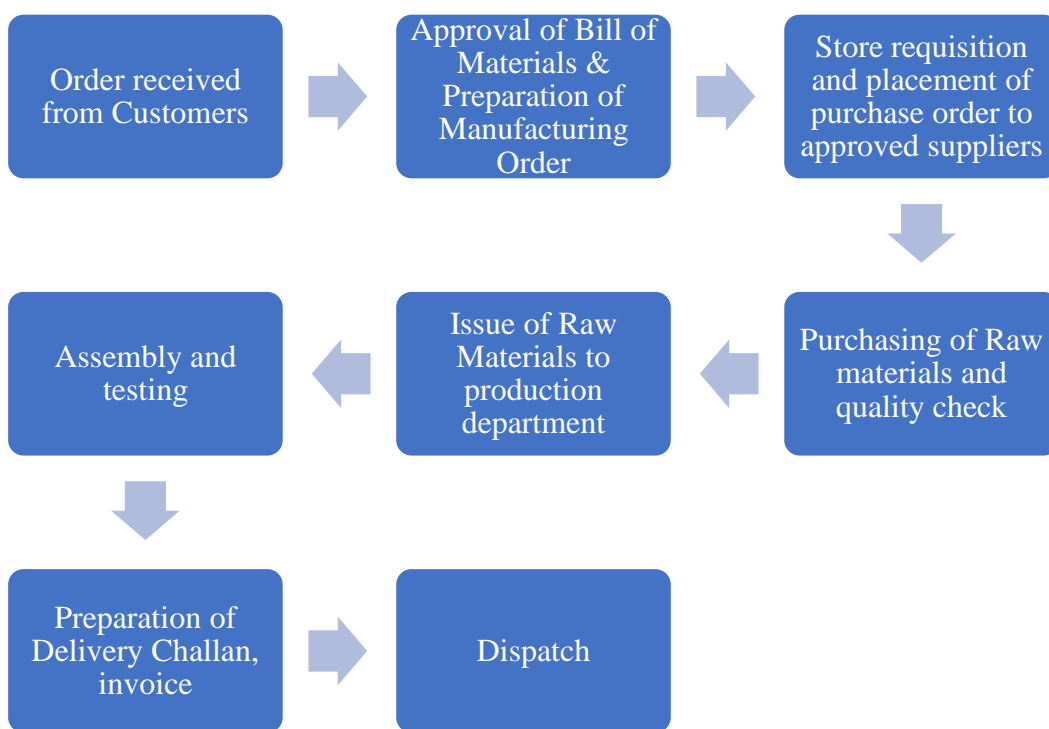 Order received
from Customers
Approval of Bill of
Materials &
Preparation of
Manufacturing
Order
Store requisition
and placement of
purchase order to
approved suppliers
Purchasing of Raw
materials and
quality check
Issue of Raw
Materials to
production
department
Assembly and
testing
Preparation of
Delivery Challan,
invoice
Dispatch